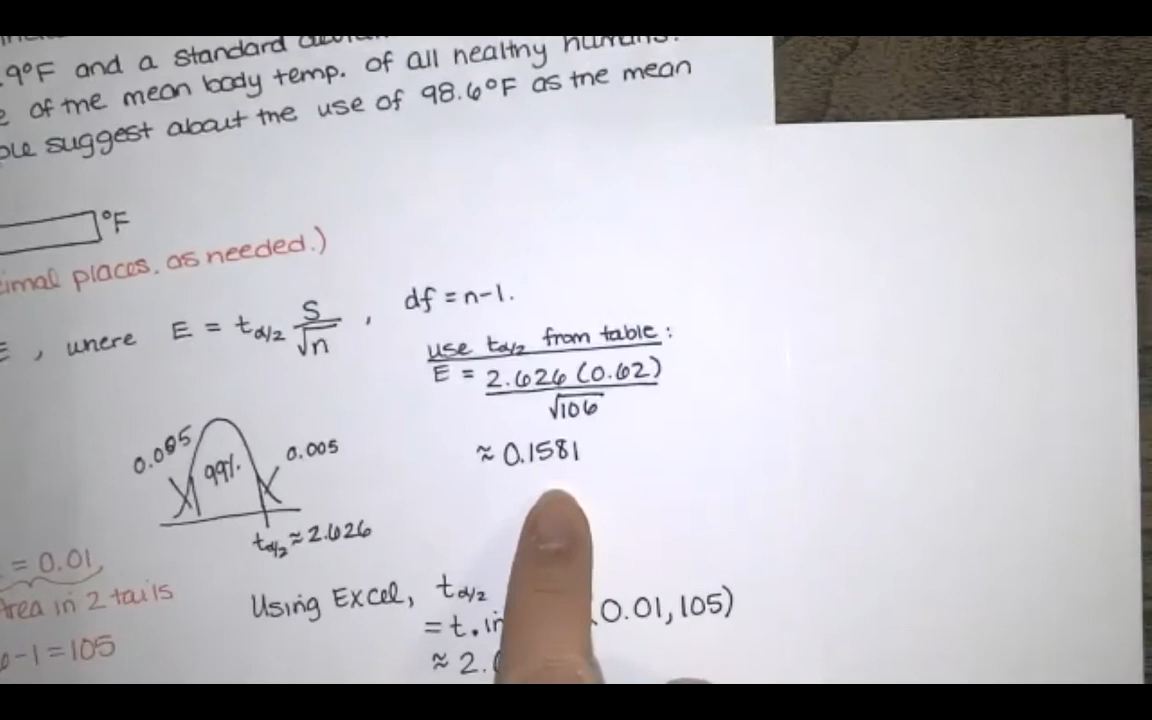 .9°F and a standard
of the mean body temp. of all healthy humans.
suggest about the use of 98.6°F as the mean
°F
places, as needed.)
E, where E = tα/2 S/√n, df = n-1.
use tα/2 from table:
E = 2.626(0.62)/√106
≈ 0.1581
0.005 99% 0.005
tα/2 ≈ 2.626
= 0.01
Area in 2 tails
-1 = 105
Using Excel, tα/2
= t.in 0.01, 105)
≈ 2.